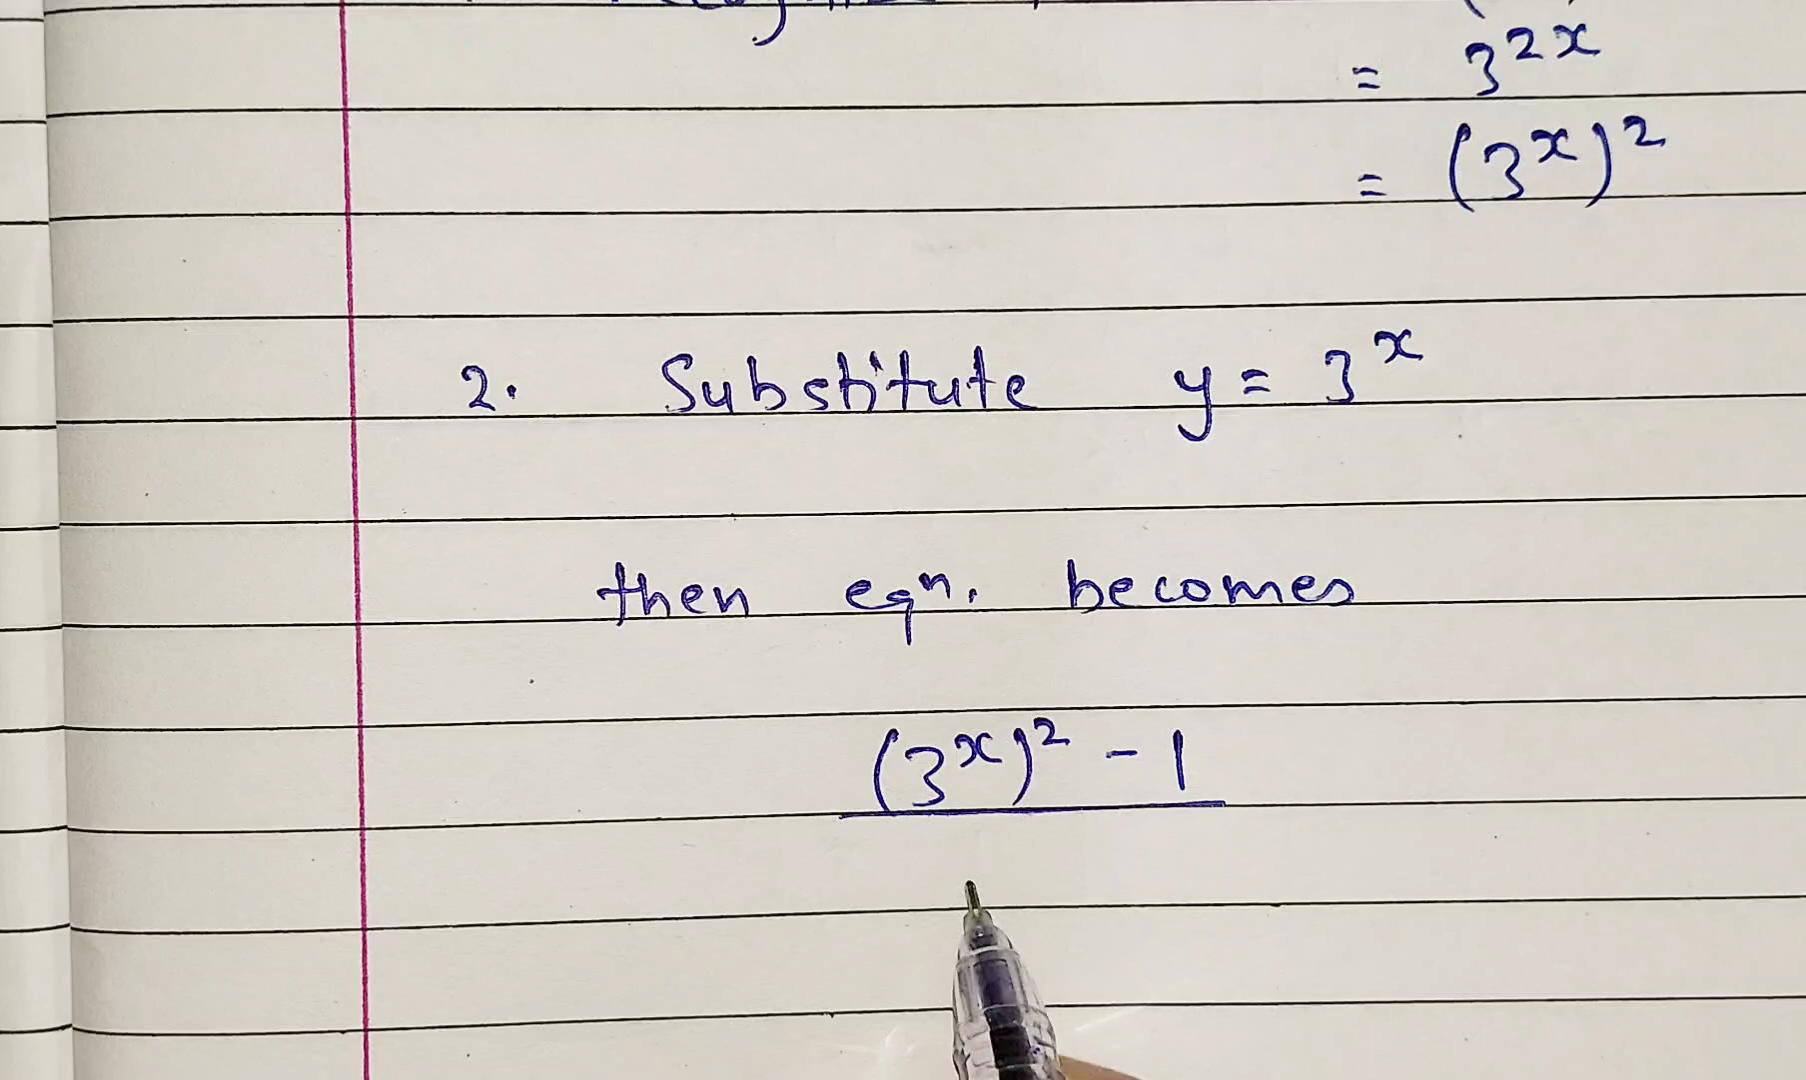 = 3^{2x}
= (3^x)^2
2. Substitute y = 3^x
then eqn. becomes
(3^x)^2 - 1